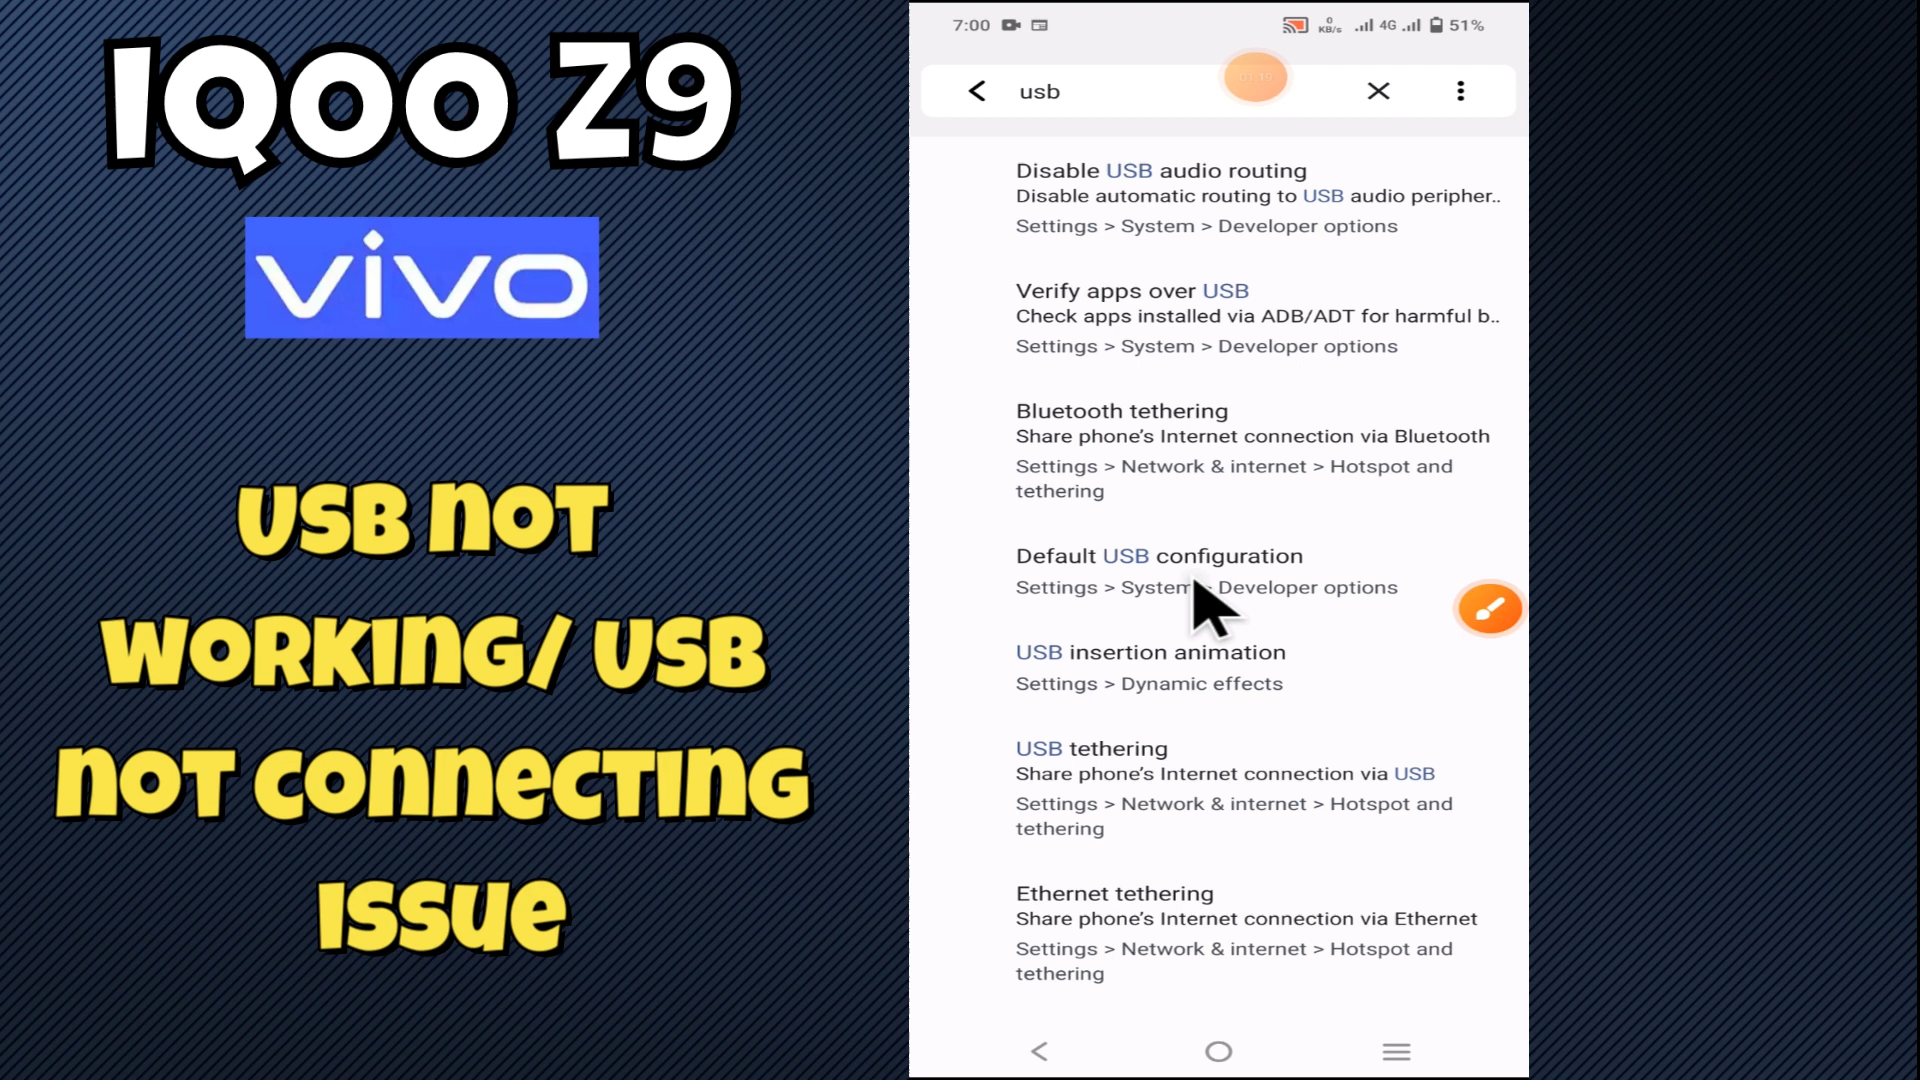 IQOO Z9
vivo
USB not
working/ USB
not connecting
issue
7:00
0 KB/s 4G 51%
usb
01:19
Disable USB audio routing
Disable automatic routing to USB audio peripher..
Settings > System > Developer options
Verify apps over USB
Check apps installed via ADB/ADT for harmful b..
Settings > System > Developer options
Bluetooth tethering
Share phone’s Internet connection via Bluetooth
Settings > Network & internet > Hotspot and
tethering
Default USB configuration
Settings > System > Developer options
USB insertion animation
Settings > Dynamic effects
USB tethering
Share phone’s Internet connection via USB
Settings > Network & internet > Hotspot and
tethering
Ethernet tethering
Share phone’s Internet connection via Ethernet
Settings > Network & internet > Hotspot and
tethering